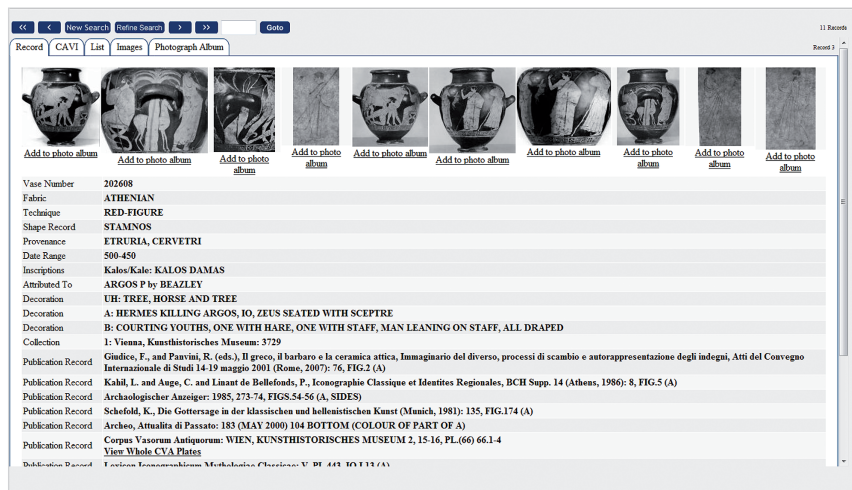 << < New Search Refine Search > >> Goto
11 Records
Record CAVI List Images Photograph Album
Record 3
Add to photo album Add to photo album Add to photo album Add to photo album Add to photo album Add to photo album Add to photo album Add to photo album Add to photo album Add to photo album
Vase Number 202608
Fabric ATHENIAN
Technique RED-FIGURE
Shape Record STAMNOS
Provenance ETRURIA, CERVETRI
Date Range 500-450
Inscriptions Kalos/Kale: KALOS DAMAS
Attributed To ARGOS P by BEAZLEY
Decoration UH: TREE, HORSE AND TREE
Decoration A: HERMES KILLING ARGOS, IO, ZEUS SEATED WITH SCEPTRE
Decoration B: COURTING YOUTHS, ONE WITH HARE, ONE WITH STAFF, MAN LEANING ON STAFF, ALL DRAPED
Collection 1: Vienna, Kunsthistorisches Museum: 3729
Publication Record Giudice, F., and Panvini, R. (eds.), Il greco, il barbaro e la ceramica attica, Immaginario del diverso, processi di scambio e autorappresentazione degli indegni, Atti del Convegno
Internazionale di Studi 14-19 maggio 2001 (Rome, 2007): 76, FIG.2 (A)
Publication Record Kahil, L. and Auge, C. and Linant de Bellefonds, P., Iconographie Classique et Identites Regionales, BCH Supp. 14 (Athens, 1986): 8, FIG.5 (A)
Publication Record Archaologischer Anzeiger: 1985, 273-74, FIGS.54-56 (A, SIDES)
Publication Record Schefold, K., Die Gottersage in der klassischen und hellenistischen Kunst (Munich, 1981): 135, FIG.174 (A)
Publication Record Archeo, Attualita di Passato: 183 (MAY 2000) 104 BOTTOM (COLOUR OF PART OF A)
Publication Record Corpus Vasorum Antiquorum: WIEN, KUNSTHISTORISCHES MUSEUM 2, 15-16, PL.(66) 66.1-4
View Whole CVA Plates
Publication Record Lexicon Iconographicum Mythologiae Classicae: V, PL.443, IO I 13 (A)